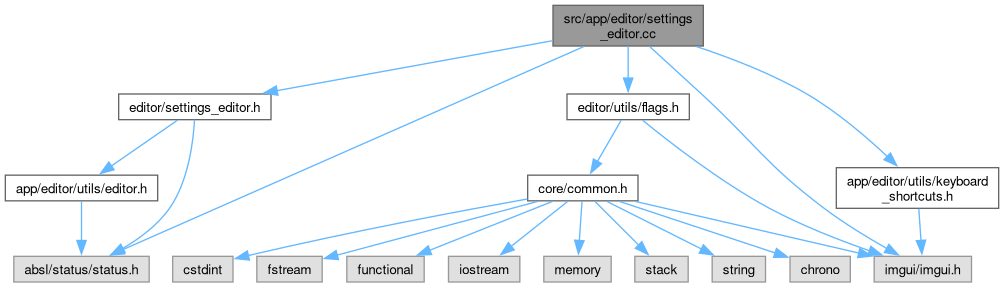 src/app/editor/settings
_editor.cc
editor/settings_editor.h
editor/utils/flags.h
app/editor/utils/editor.h
core/common.h
app/editor/utils/keyboard
_shortcuts.h
absl/status/status.h
cstdint
fstream
functional
iostream
memory
stack
string
chrono
imgui/imgui.h